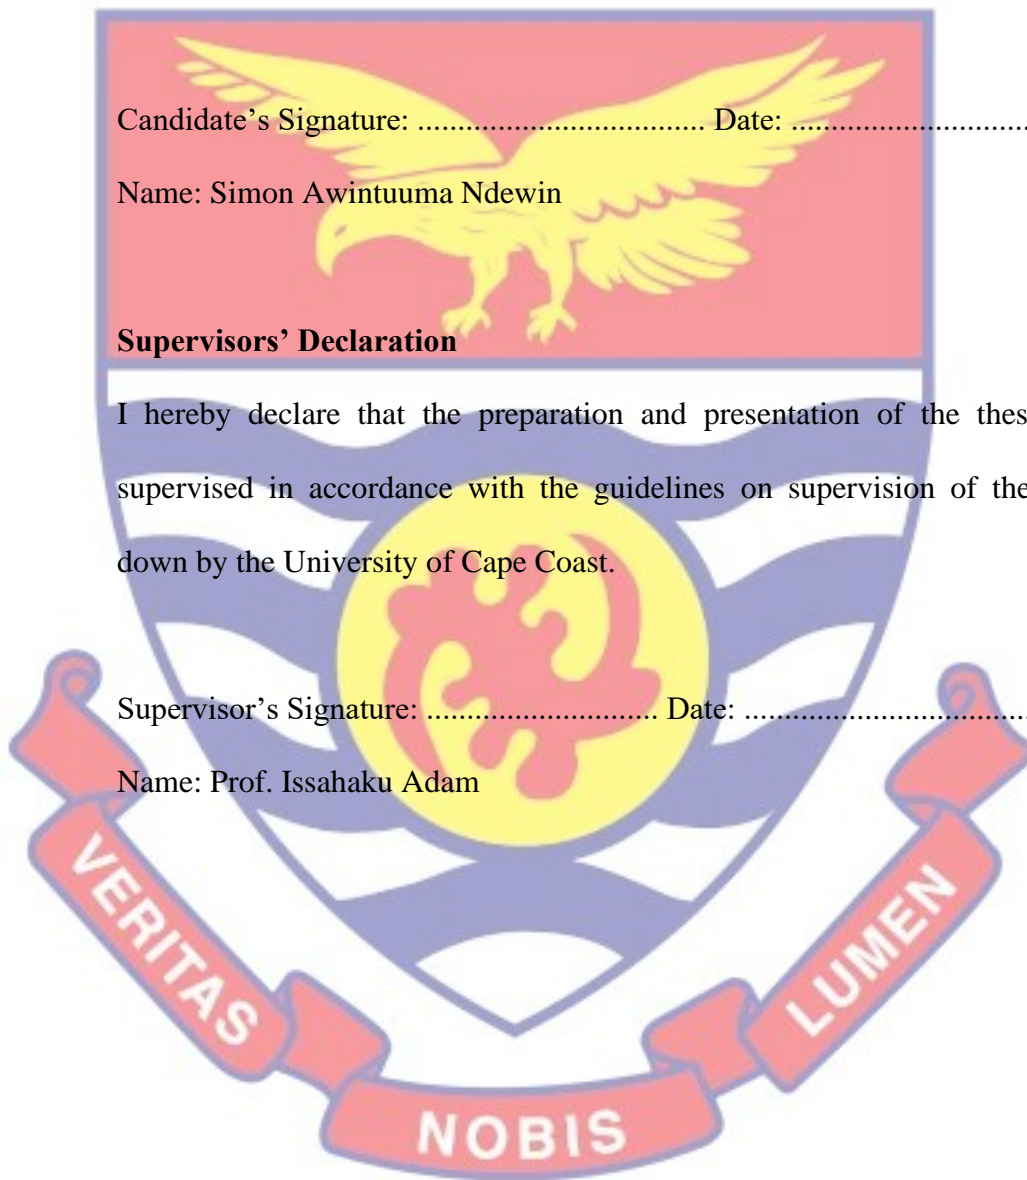 Candidate’s Signature: .................................... Date: ..............................
Name: Simon Awintuuma Ndewin
Supervisors’ Declaration
I hereby declare that the preparation and presentation of the thes
supervised in accordance with the guidelines on supervision of the
down by the University of Cape Coast.
Supervisor’s Signature: ............................. Date: ....................................
Name: Prof. Issahaku Adam
VERITAS
NOBIS
LUMEN